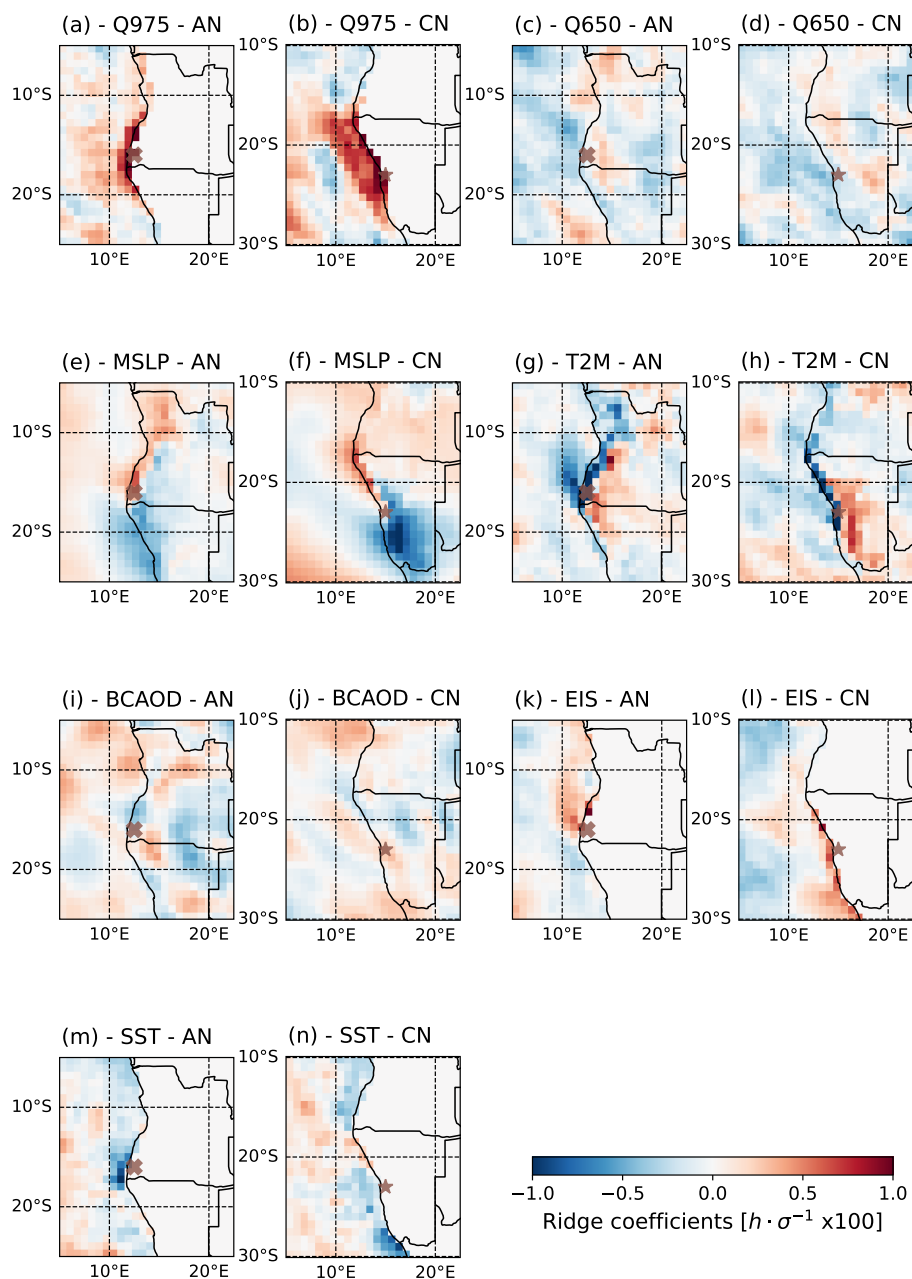 (a) - Q975 - AN
(b) - Q975 - CN
(c) - Q650 - AN
(d) - Q650 - CN
10°S
20°S
10°E
20°E
10°S
20°S
30°S
10°E
20°E
10°S
20°S
10°E
20°E
10°S
20°S
30°S
10°E
20°E
(e) - MSLP - AN
(f) - MSLP - CN
(g) - T2M - AN
(h) - T2M - CN
10°S
20°S
10°E
20°E
10°S
20°S
30°S
10°E
20°E
10°S
20°S
10°E
20°E
10°S
20°S
30°S
10°E
20°E
(i) - BCAOD - AN
(j) - BCAOD - CN
(k) - EIS - AN
(l) - EIS - CN
10°S
20°S
10°E
20°E
10°S
20°S
30°S
10°E
20°E
10°S
20°S
10°E
20°E
10°S
20°S
30°S
10°E
20°E
(m) - SST - AN
(n) - SST - CN
10°S
20°S
10°E
20°E
10°S
20°S
30°S
10°E
20°E
−1.0 −0.5 0.0 0.5 1.0
Ridge coefficients [h · σ⁻¹ x100]